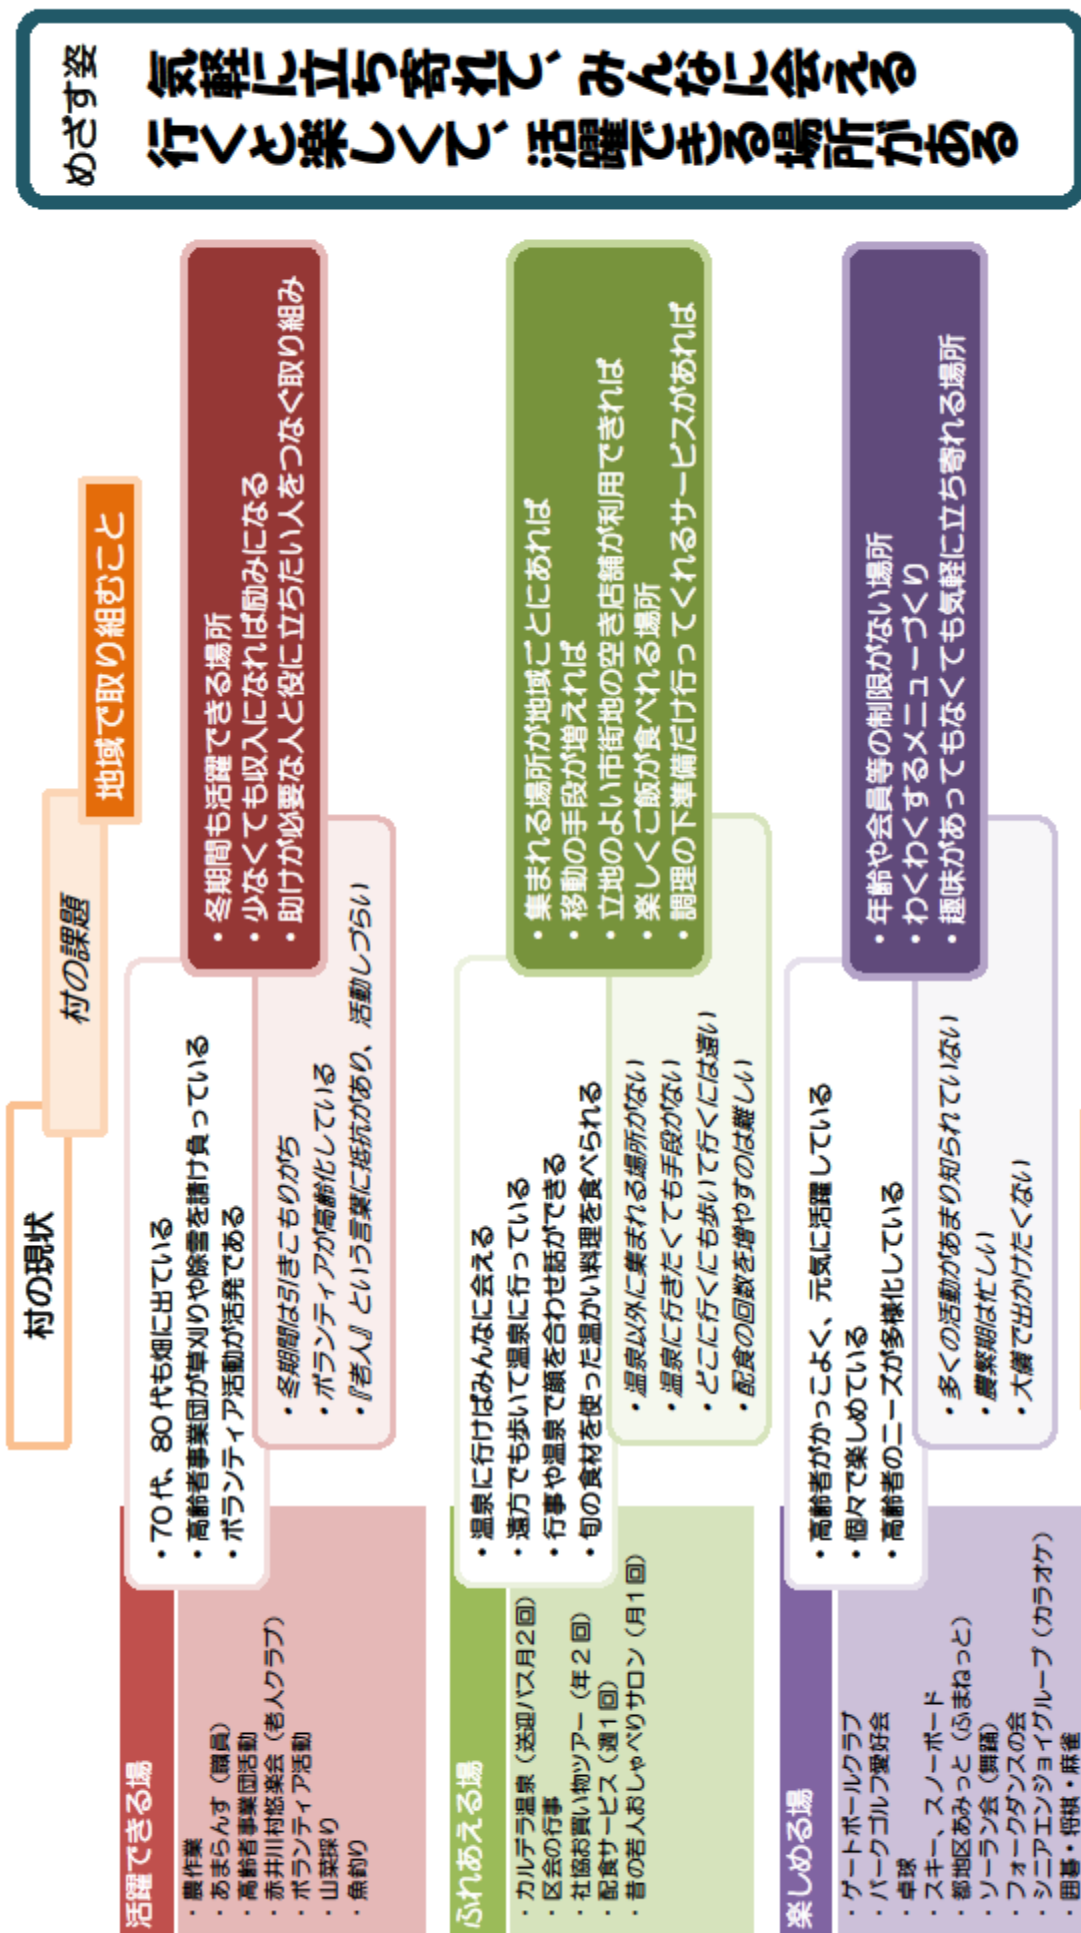 村の現状
村の課題
地域で取り組むこと
めざす姿
気軽に立ち寄れて、みんなに会える
行くと楽しくて、活躍できる場所がある
活躍できる場
・農作業
・あまらんす（職員）
・高齢者事業団活動
・赤井川村悠楽会（老人クラブ）
・ボランティア活動
・山菜採り
・魚釣り
・70代、80代も畑に出ている
・高齢者事業団が草刈りや除雪を請け負っている
・ボランティア活動が活発である
・冬期間は引きこもりがち
・ボランティアが高齢化している
・『老人』という言葉に抵抗があり、活動しづらい
・冬期間も活躍できる場所
・少なくても収入になれば励みになる
・助けが必要な人と役に立ちたい人をつなぐ取り組み
ふれあえる場
・カルデラ温泉（送迎バス月2回）
・区会の行事
・社協お買い物ツアー（年2回）
・配食サービス（週1回）
・昔の若人おしゃべりサロン（月1回）
・温泉に行けばみんなに会える
・遠方でも歩いて温泉に行っている
・行事や温泉で顔を合わせ話ができる
・旬の食材を使った温かい料理を食べられる
・温泉以外に集まれる場所がない
・温泉に行きたくても手段がない
・どこに行くにも歩いて行くには遠い
・配食の回数を増やすのは難しい
・集まれる場所が地域ごとにあれば
・移動の手段が増えれば
・立地のよい市街地の空き店舗が利用できれば
・楽しくご飯が食べれる場所
・調理の下準備だけ行ってくれるサービスがあれば
楽しめる場
・ゲートボールクラブ
・パークゴルフ愛好会
・卓球
・スキー、スノーボード
・都地区あみっと（ふまねっと）
・ソーラン会（舞踊）
・フォークダンスの会
・シニアエンジョイグループ（カラオケ）
・囲碁・将棋・麻雀
・高齢者がかっこよく、元気に活躍している
・個々で楽しめている
・高齢者のニーズが多様化している
・多くの活動があまり知られていない
・農繁期は忙しい
・大儀で出かけたくない
・年齢や会員等の制限がない場所
・わくわくするメニューづくり
・趣味があってもなくても気軽に立ち寄れる場所